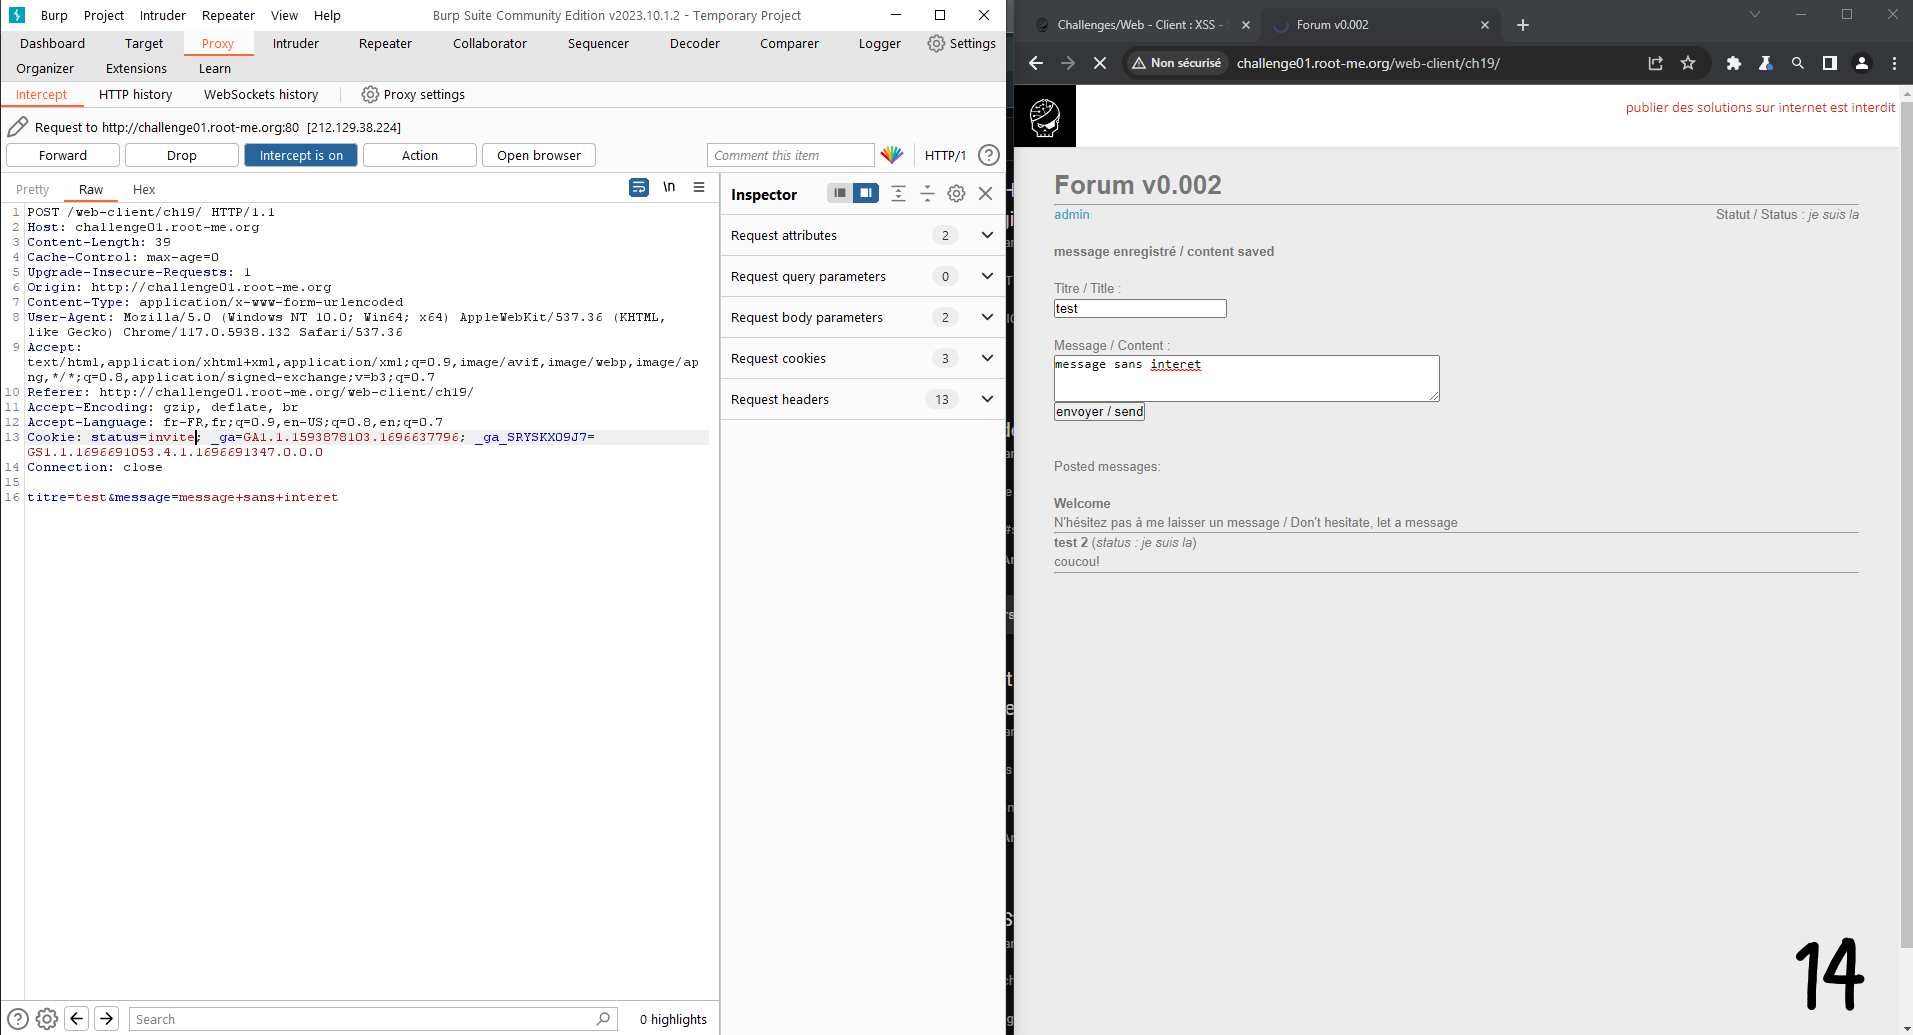 Burp Project Intruder Repeater View Help Burp Suite Community Edition v2023.10.1.2 - Temporary Project
Dashboard Target Proxy Intruder Repeater Collaborator Sequencer Decoder Comparer Logger Settings
Organizer Extensions Learn
Intercept HTTP history WebSockets history Proxy settings
Request to http://challenge01.root-me.org:80 [212.129.38.224]
Forward Drop Intercept is on Action Open browser Comment this item HTTP/1 ?
Pretty Raw Hex \n
1 POST /web-client/ch19/ HTTP/1.1
2 Host: challenge01.root-me.org
3 Content-Length: 39
4 Cache-Control: max-age=0
5 Upgrade-Insecure-Requests: 1
6 Origin: http://challenge01.root-me.org
7 Content-Type: application/x-www-form-urlencoded
8 User-Agent: Mozilla/5.0 (Windows NT 10.0; Win64; x64) AppleWebKit/537.36 (KHTML,
like Gecko) Chrome/117.0.5938.132 Safari/537.36
9 Accept:
text/html,application/xhtml+xml,application/xml;q=0.9,image/avif,image/webp,image/ap
ng,*/*;q=0.8,application/signed-exchange;v=b3;q=0.7
10 Referer: http://challenge01.root-me.org/web-client/ch19/
11 Accept-Encoding: gzip, deflate, br
12 Accept-Language: fr-FR,fr;q=0.9,en-US;q=0.8,en;q=0.7
13 Cookie: status=invite; _ga=GA1.1.1593878103.1696637796; _ga_SRYSKX09J7=
GS1.1.1696691053.4.1.1696691347.0.0.0
14 Connection: close
15
16 titre=test&message=message+sans+interet
Inspector
Request attributes 2
Request query parameters 0
Request body parameters 2
Request cookies 3
Request headers 13
? Search 0 highlights
Challenges/Web - Client : XSS - Forum v0.002
Non sécurisé challenge01.root-me.org/web-client/ch19/
publier des solutions sur internet est interdit
Forum v0.002
admin Statut / Status : je suis la
message enregistré / content saved
Titre / Title :
test
Message / Content :
message sans interet
envoyer / send
Posted messages:
Welcome
N'hésitez pas à me laisser un message / Don't hesitate, let a message
test 2 (status : je suis la)
coucou!
14